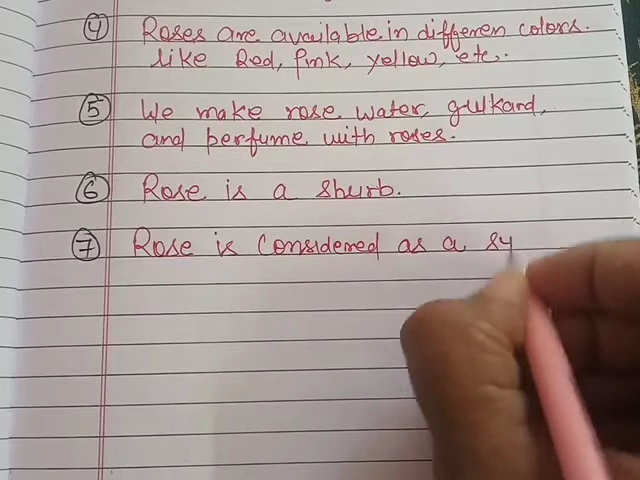 ④ Roses are available in differen colors.
like Red, Pink, yellow, etc.
⑤ We make rose water, gulkand,
and perfume with roses.
⑥ Rose is a shurb.
⑦ Rose is considered as a sy